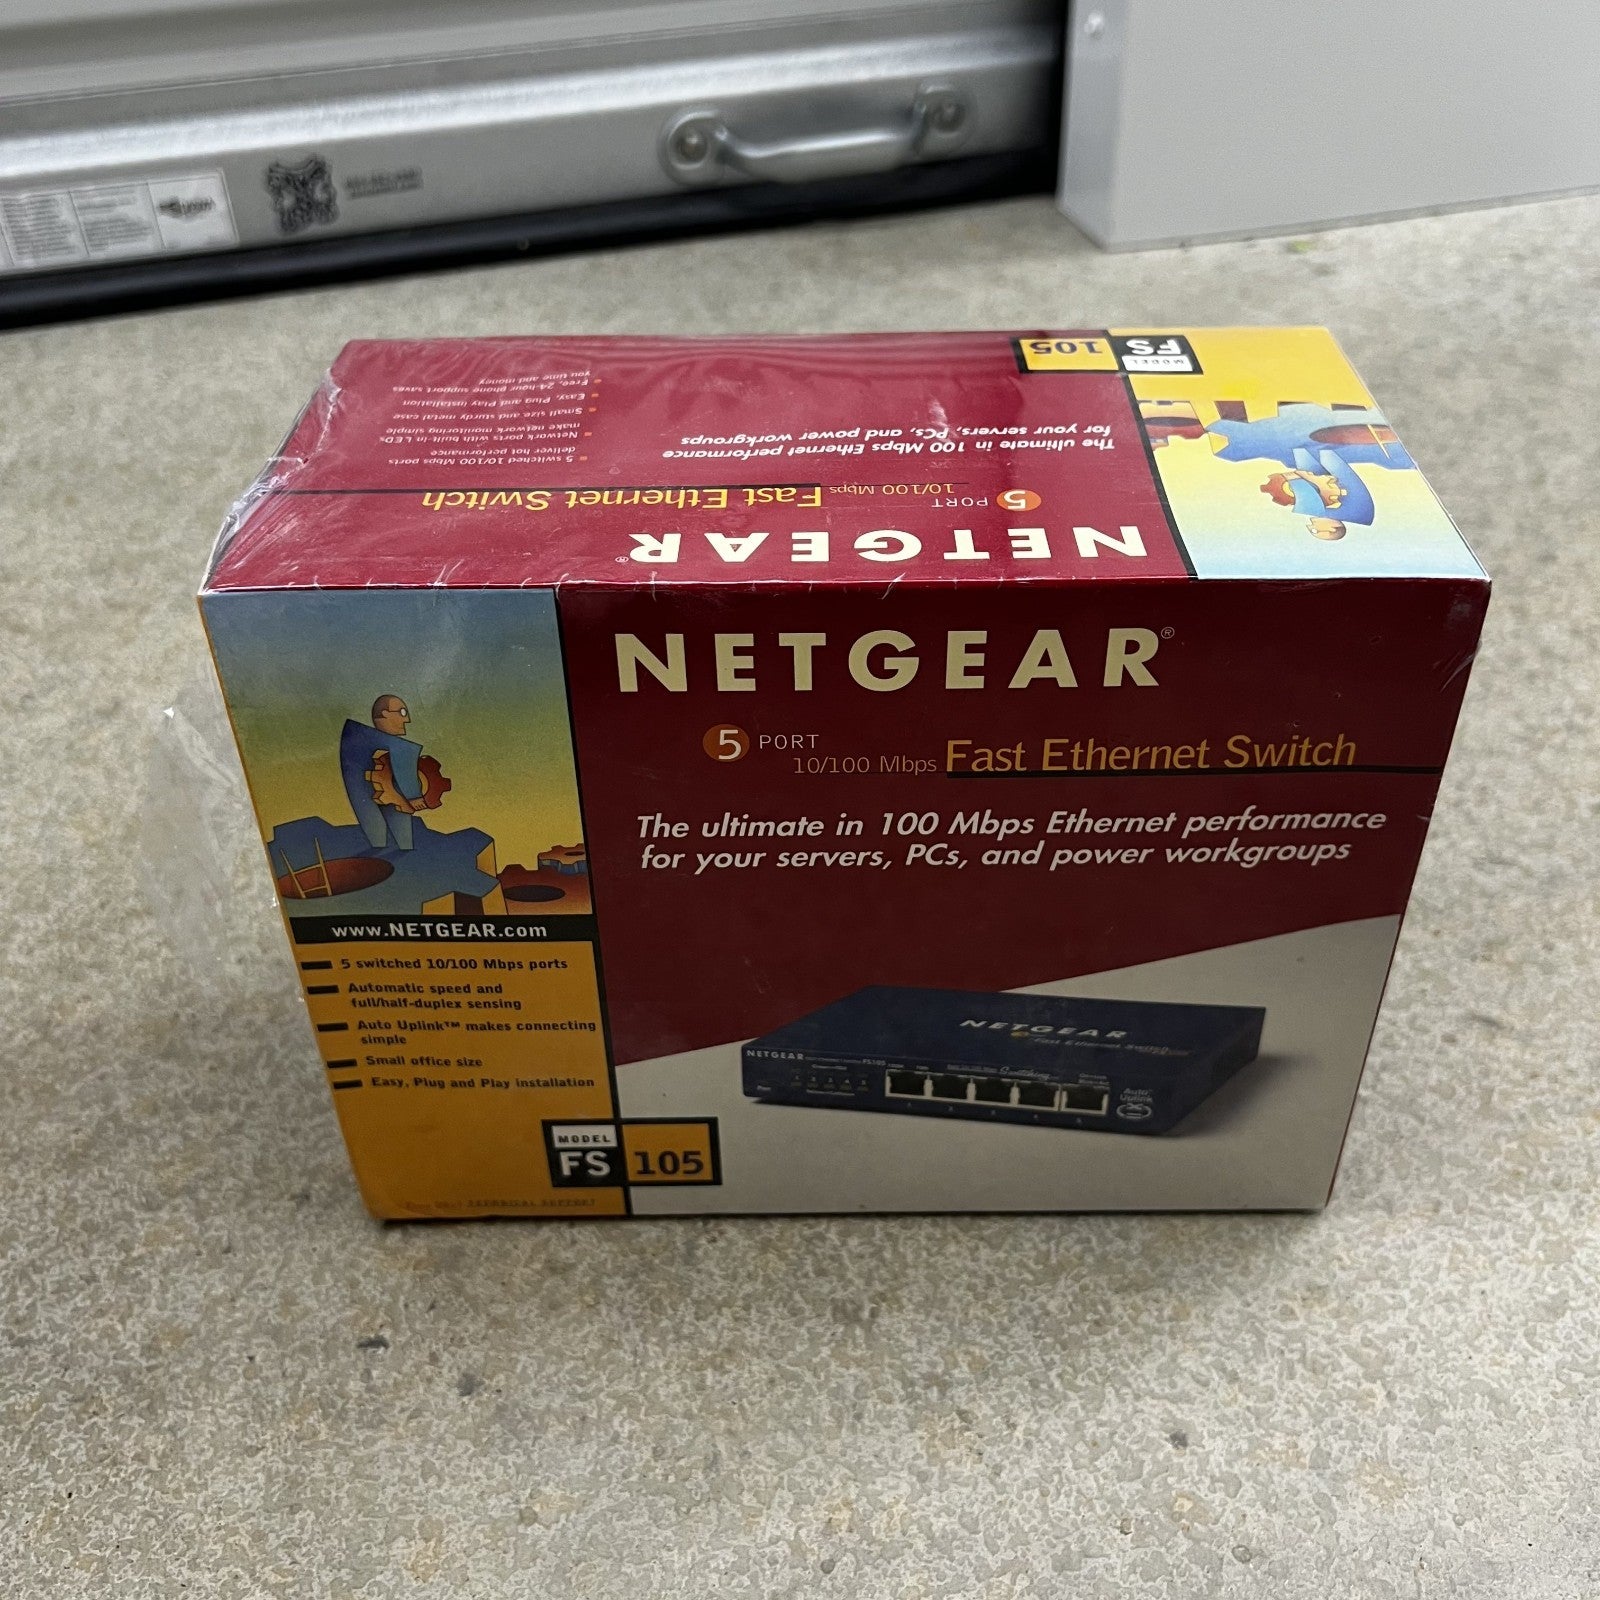 MODEL
FS
105
5 switched 10/100 Mbps ports
deliver hot performance
Network ports with built-in LEDs
make network monitoring simple
Small size and sturdy metal case
Easy, Plug and Play installation
Free, 24-hour phone support saves
you time and money
The ultimate in 100 Mbps Ethernet performance
for your servers, PCs, and power workgroups
5 PORT
10/100 Mbps Fast Ethernet Switch
NETGEAR®
NETGEAR®
5 PORT
10/100 Mbps Fast Ethernet Switch
The ultimate in 100 Mbps Ethernet performance
for your servers, PCs, and power workgroups
www.NETGEAR.com
5 switched 10/100 Mbps ports
Automatic speed and
full/half-duplex sensing
Auto Uplink™ makes connecting
simple
Small office size
Easy, Plug and Play installation
MODEL
FS 105
TECHNICAL SUPPORT
NETGEAR
Fast Ethernet Switch
NETGEAR
FS105
Auto
Uplink